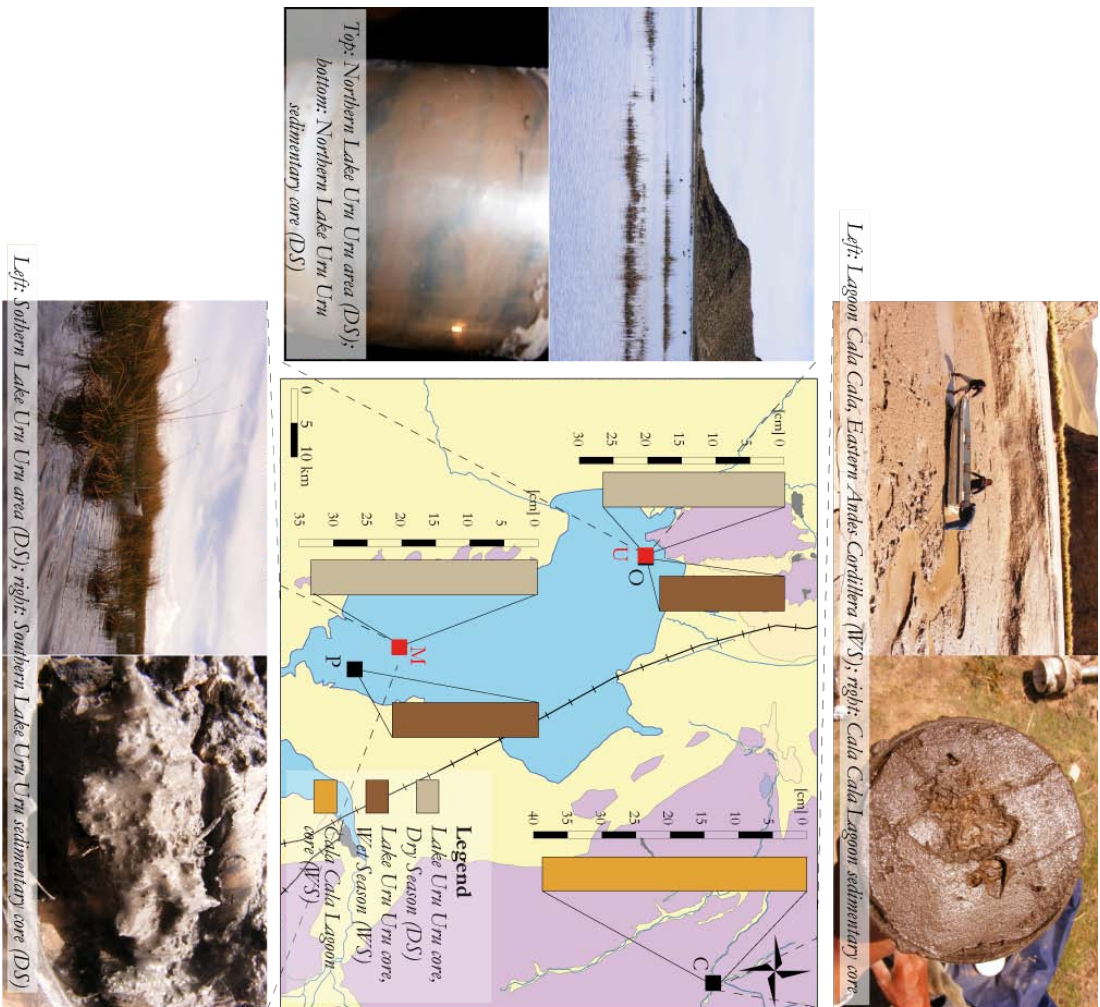 Left: Lagoon Cala Cala, Eastern Andes Cordillera (WS); right: Cala Cala Lagoon sedimentary core
[cm] 0
5
10
15
20
25
30
35
40
C
[cm] 0
5
10
15
20
25
30
U
O
[cm] 0
5
10
15
20
25
30
35
M
P
Legend
Lake Uru Uru core,
Dry Season (DS)
Lake Uru Uru core,
Wet Season (WS)
Cala Cala Lagoon
core (WS)
0 5 10 km
Top: Northern Lake Uru Uru area (DS);
bottom: Northern Lake Uru Uru
sedimentary core (DS)
Left: Sothern Lake Uru Uru area (DS); right: Southern Lake Uru Uru sedimentary core (DS)